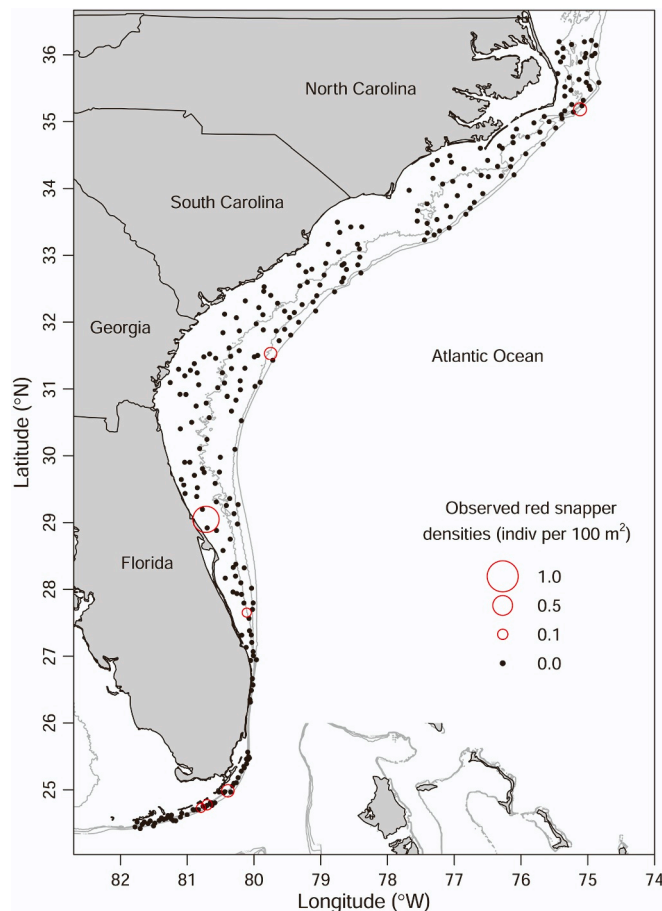 36
35
34
33
32
31
30
29
28
27
26
25
Latitude (°N)
North Carolina
South Carolina
Georgia
Atlantic Ocean
Florida
Observed red snapper
densities (indiv per 100 m²)
1.0
0.5
0.1
0.0
82 81 80 79 78 77 76 75 74
Longitude (°W)